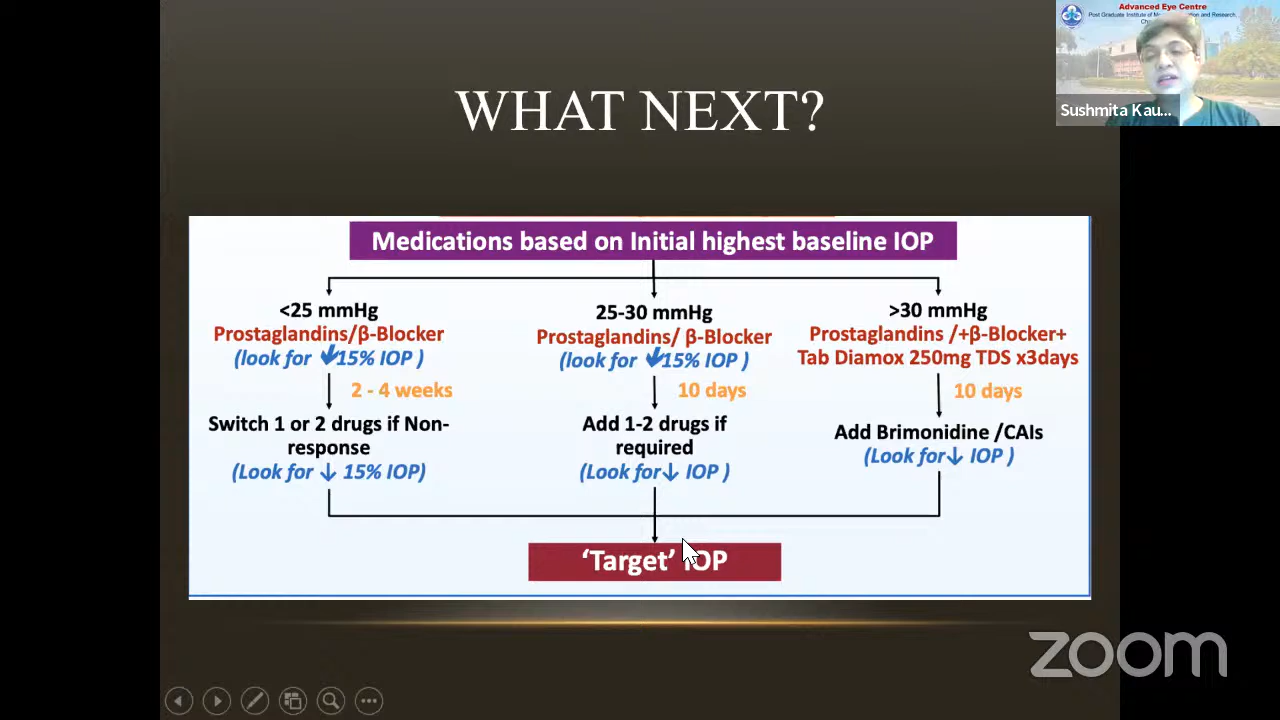 Advanced Eye Centre
Post Graduate Institute of Me
ation and Research,
Sushmita Kau...
WHAT NEXT?
Medications based on Initial highest baseline IOP
<25 mmHg
Prostaglandins/β-Blocker
(look for ↓15% IOP )
2 - 4 weeks
Switch 1 or 2 drugs if Non-
response
(Look for ↓ 15% IOP)
25-30 mmHg
Prostaglandins/ β-Blocker
(look for ↓15% IOP )
10 days
Add 1-2 drugs if
required
(Look for↓ IOP )
>30 mmHg
Prostaglandins /+β-Blocker+
Tab Diamox 250mg TDS x3days
10 days
Add Brimonidine /CAIs
(Look for↓ IOP )
‘Target’ IOP
zoom